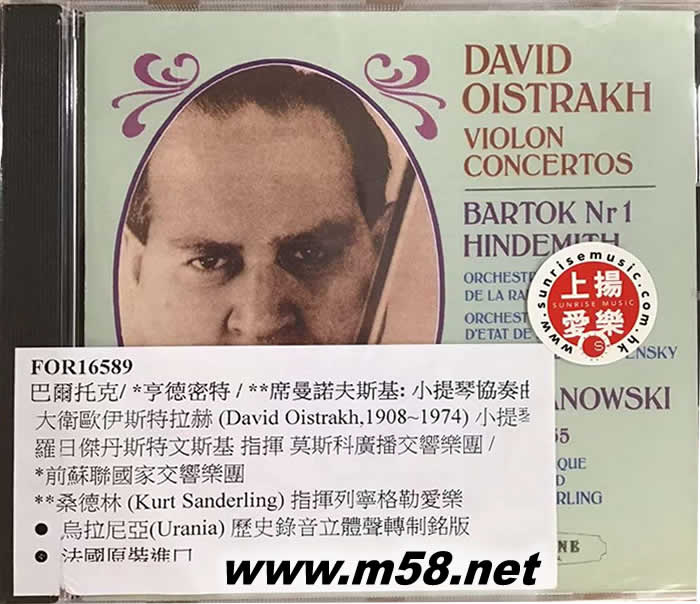 DAVID
OISTRAKH
VIOLON
CONCERTOS
BARTOK Nr 1
HINDEMITH
ORCHESTR
DE LA RA
ORCHEST
D'ETAT DE
ENSKY
ANOWSKI
55
QUE
D
RLING
NE
www.sunrisemusic.com.hk
上揚
SUNRISE MUSIC
愛樂
S
FOR16589
巴爾托克/ *亨德密特 / **席曼諾夫斯基: 小提琴協奏曲
大衛歐伊斯特拉赫 (David Oistrakh,1908~1974) 小提琴
羅日傑丹斯特文斯基 指揮 莫斯科廣播交響樂團 /
*前蘇聯國家交響樂團
**桑德林 (Kurt Sanderling) 指揮列寧格勒愛樂
● 烏拉尼亞(Urania) 歷史錄音立體聲轉制銘版
● 法國原裝進口
www.m58.net